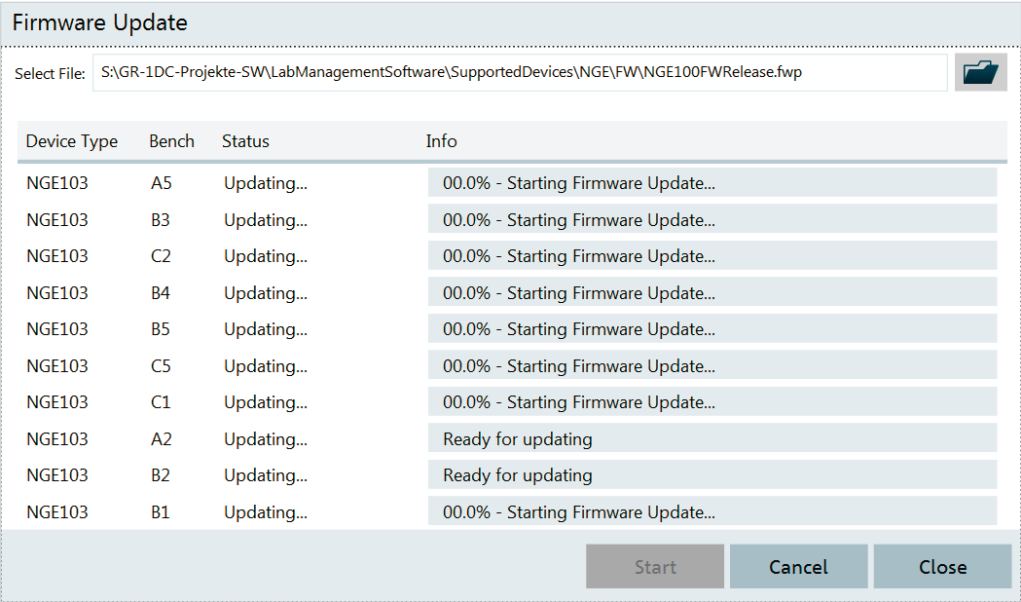 Firmware Update
Select File: S:\GR-1DC-Projekte-SW\LabManagementSoftware\SupportedDevices\NGE\FW\NGE100FWRelease.fwp
Device Type Bench Status Info
NGE103 A5 Updating... 00.0% - Starting Firmware Update...
NGE103 B3 Updating... 00.0% - Starting Firmware Update...
NGE103 C2 Updating... 00.0% - Starting Firmware Update...
NGE103 B4 Updating... 00.0% - Starting Firmware Update...
NGE103 B5 Updating... 00.0% - Starting Firmware Update...
NGE103 C5 Updating... 00.0% - Starting Firmware Update...
NGE103 C1 Updating... 00.0% - Starting Firmware Update...
NGE103 A2 Updating... Ready for updating
NGE103 B2 Updating... Ready for updating
NGE103 B1 Updating... 00.0% - Starting Firmware Update...
Start Cancel Close